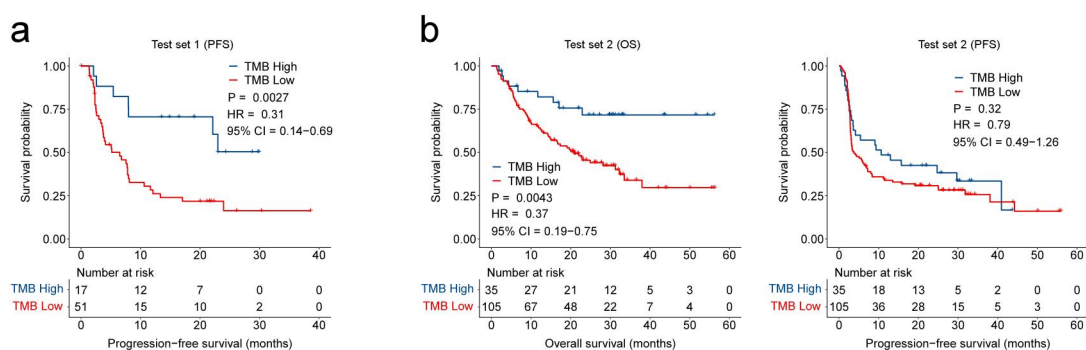 a
Test set 1 (PFS)
Survival probability
1.00
0.75
0.50
0.25
0.00
TMB High
TMB Low
P = 0.0027
HR = 0.31
95% CI = 0.14−0.69
0 10 20 30 40
Number at risk
TMB High 17 12 7 0 0
TMB Low 51 15 10 2 0
0 10 20 30 40
Progression−free survival (months)
b
Test set 2 (OS)
Survival probability
1.00
0.75
0.50
0.25
0.00
TMB High
TMB Low
P = 0.0043
HR = 0.37
95% CI = 0.19−0.75
0 10 20 30 40 50 60
Number at risk
TMB High 35 27 21 12 5 3 0
TMB Low 105 67 48 22 7 4 0
0 10 20 30 40 50 60
Overall survival (months)
Test set 2 (PFS)
Survival probability
1.00
0.75
0.50
0.25
0.00
TMB High
TMB Low
P = 0.32
HR = 0.79
95% CI = 0.49−1.26
0 10 20 30 40 50 60
Number at risk
TMB High 35 18 13 5 2 0 0
TMB Low 105 36 28 15 5 3 0
0 10 20 30 40 50 60
Progression−free survival (months)